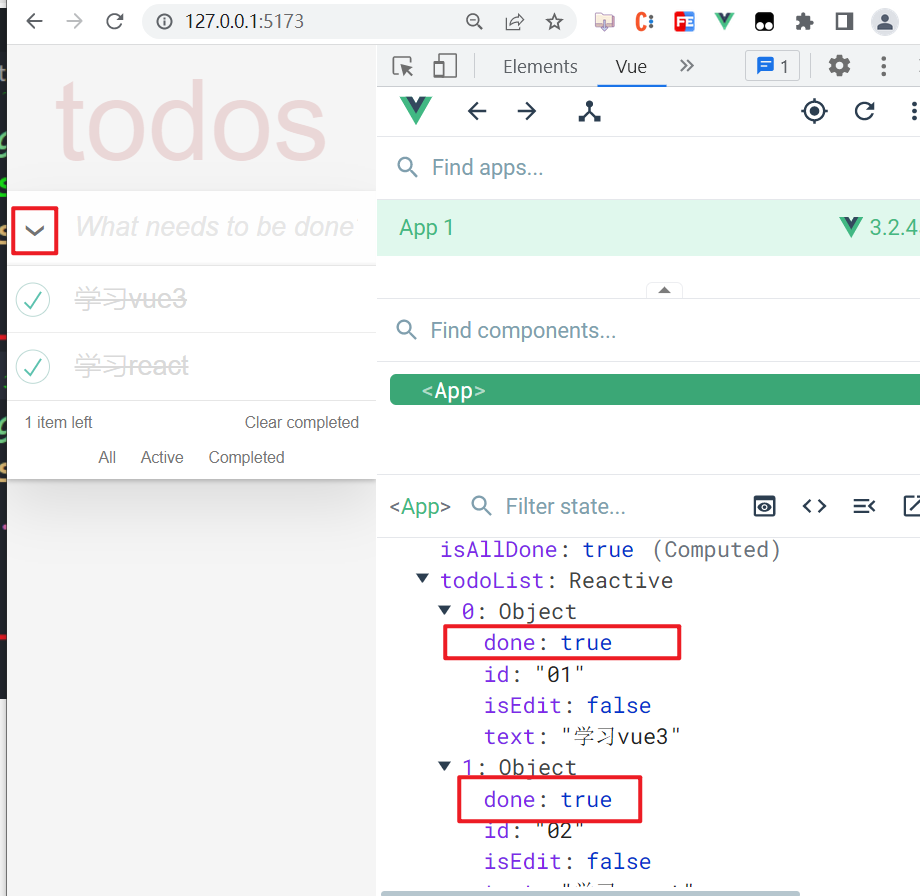 127.0.0.1:5173
Elements
Vue
1
todos
What needs to be done
学习vue3
学习react
1 item left
Clear completed
All
Active
Completed
Find apps...
App 1
3.2.4
Find components...
<App>
<App>
Filter state...
isAllDone: true (Computed)
todoList: Reactive
0: Object
done: true
id: "01"
isEdit: false
text: "学习vue3"
1: Object
done: true
id: "02"
isEdit: false